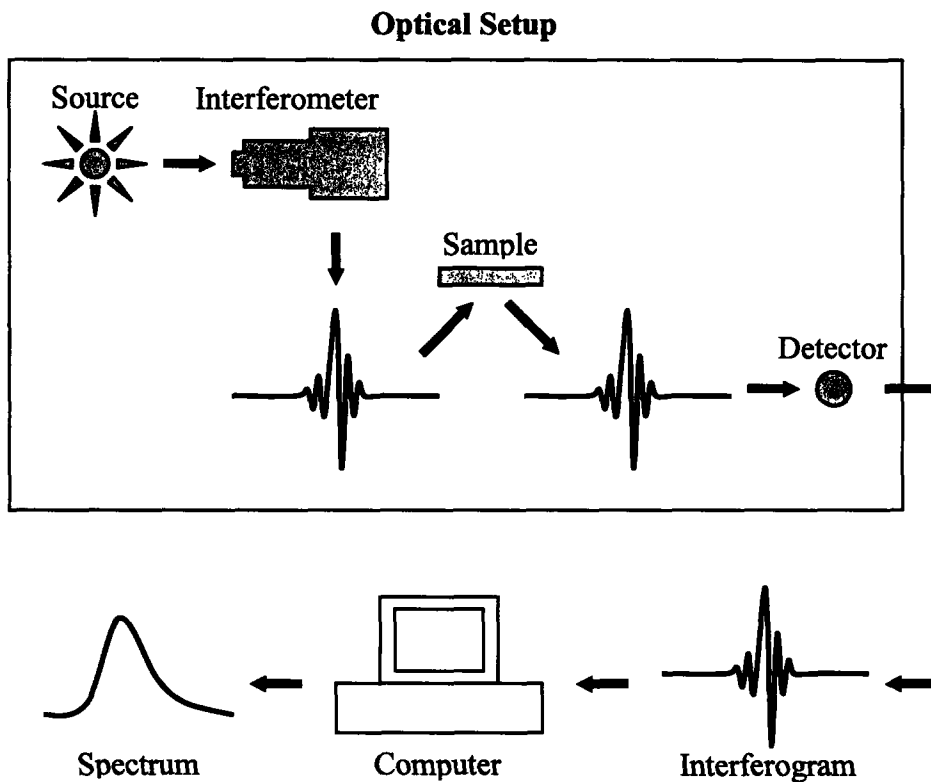 Optical Setup
Source
Interferometer
Sample
Detector
Spectrum
Computer
Interferogram